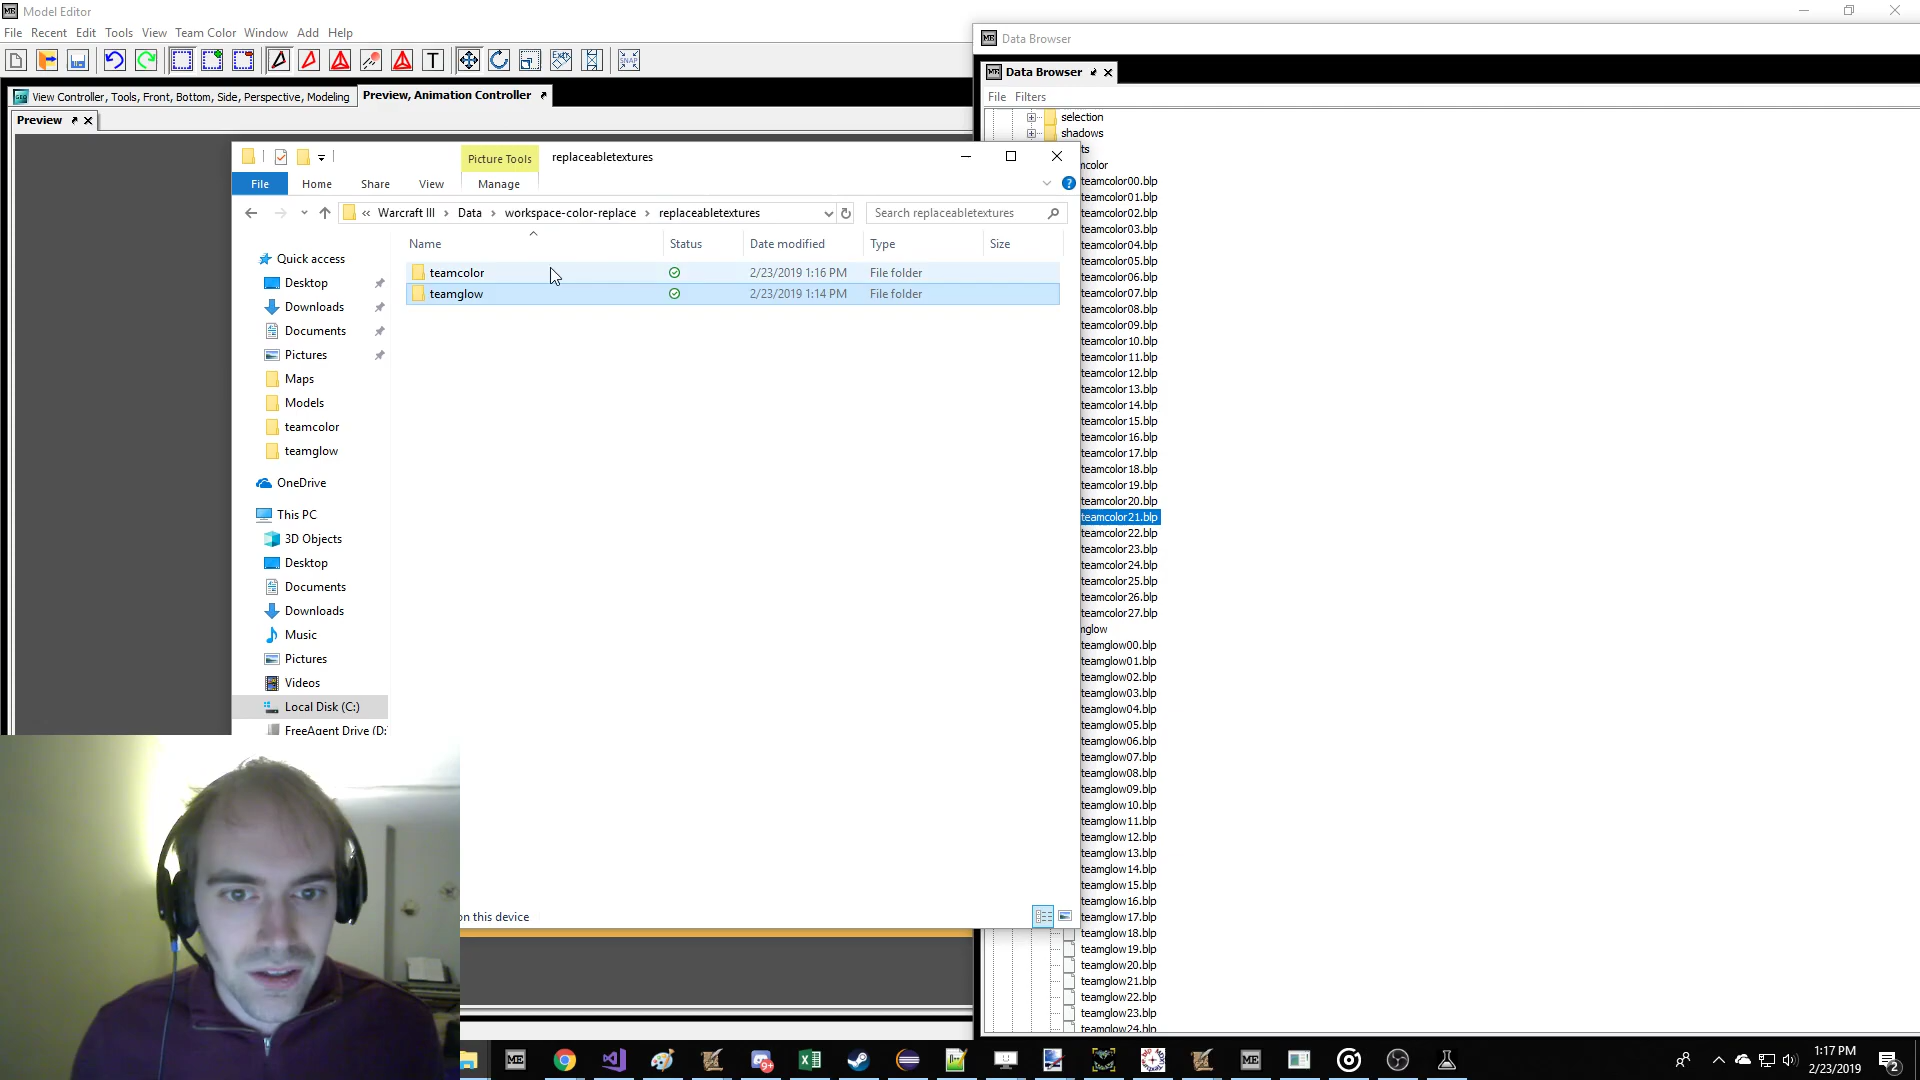 Model Editor
File Recent Edit Tools View Team Color Window Add Help
View Controller, Tools, Front, Bottom, Side, Perspective, Modeling
Preview, Animation Controller
Preview
Picture Tools
replaceabletextures
File
Home
Share
View
Manage
« Warcraft III › Data › workspace-color-replace › replaceabletextures
Search replaceabletextures
Name
Status
Date modified
Type
Size
teamcolor
2/23/2019 1:16 PM
File folder
teamglow
2/23/2019 1:14 PM
File folder
Quick access
Desktop
Downloads
Documents
Pictures
Maps
Models
teamcolor
teamglow
OneDrive
This PC
3D Objects
Desktop
Documents
Downloads
Music
Pictures
Videos
Local Disk (C:)
FreeAgent Drive (D:
on this device
Data Browser
Data Browser
File Filters
selection
shadows
ts
mcolor
teamcolor00.blp
teamcolor01.blp
teamcolor02.blp
teamcolor03.blp
teamcolor04.blp
teamcolor05.blp
teamcolor06.blp
teamcolor07.blp
teamcolor08.blp
teamcolor09.blp
teamcolor10.blp
teamcolor11.blp
teamcolor12.blp
teamcolor13.blp
teamcolor14.blp
teamcolor15.blp
teamcolor16.blp
teamcolor17.blp
teamcolor18.blp
teamcolor19.blp
teamcolor20.blp
teamcolor21.blp
teamcolor22.blp
teamcolor23.blp
teamcolor24.blp
teamcolor25.blp
teamcolor26.blp
teamcolor27.blp
mglow
teamglow00.blp
teamglow01.blp
teamglow02.blp
teamglow03.blp
teamglow04.blp
teamglow05.blp
teamglow06.blp
teamglow07.blp
teamglow08.blp
teamglow09.blp
teamglow10.blp
teamglow11.blp
teamglow12.blp
teamglow13.blp
teamglow14.blp
teamglow15.blp
teamglow16.blp
teamglow17.blp
teamglow18.blp
teamglow19.blp
teamglow20.blp
teamglow21.blp
teamglow22.blp
teamglow23.blp
teamglow24.blp
1:17 PM
2/23/2019